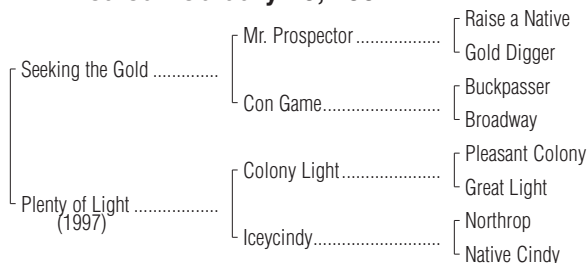 Raise a Native
Mr. Prospector
Gold Digger
Seeking the Gold
Buckpasser
Con Game
Broadway
Pleasant Colony
Colony Light
Great Light
Plenty of Light
(1997)
Northrop
Iceycindy
Native Cindy